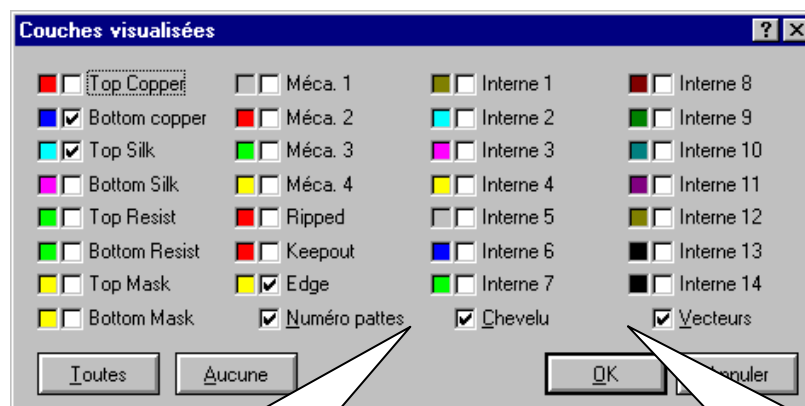 Couches visualisées
Top Copper Méca. 1 Interne 1 Interne 8
Bottom copper Méca. 2 Interne 2 Interne 9
Top Silk Méca. 3 Interne 3 Interne 10
Bottom Silk Méca. 4 Interne 4 Interne 11
Top Resist Ripped Interne 5 Interne 12
Bottom Resist Keepout Interne 6 Interne 13
Top Mask Edge Interne 7 Interne 14
Bottom Mask Numéro pattes Chevelu Vecteurs
Toutes Aucune OK